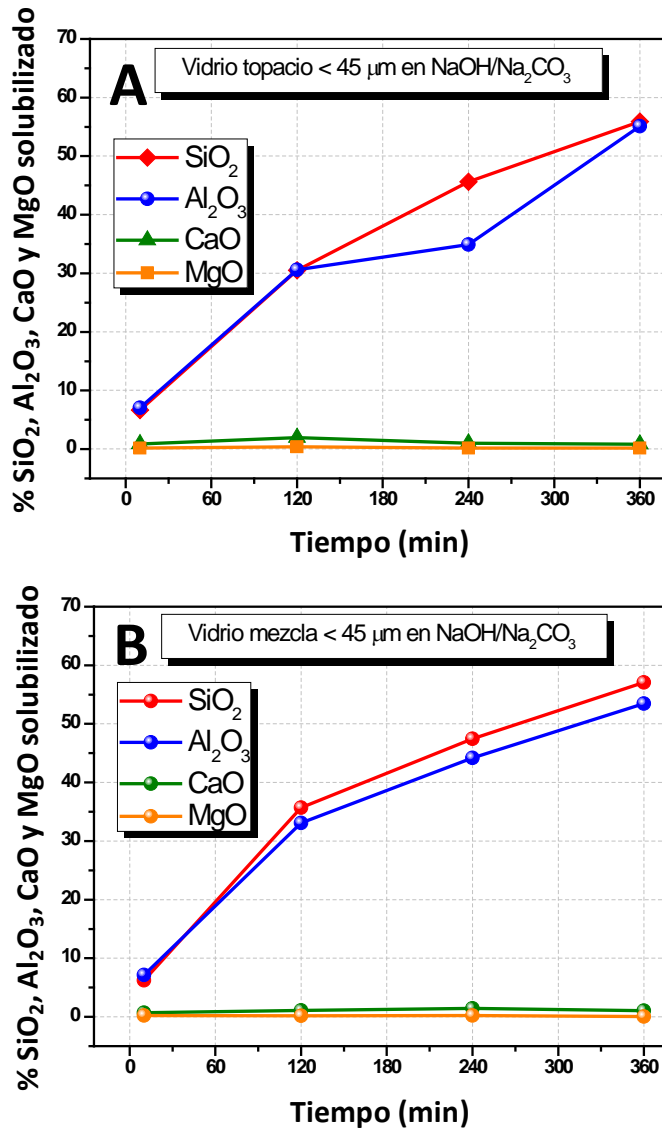 A
Vidrio topacio < 45 μm en NaOH/Na₂CO₃
% SiO₂, Al₂O₃, CaO y MgO solubilizado
70
60
50
40
30
20
10
0
SiO₂
Al₂O₃
CaO
MgO
0 60 120 180 240 300 360
Tiempo (min)
B
Vidrio mezcla < 45 μm en NaOH/Na₂CO₃
% SiO₂, Al₂O₃, CaO y MgO solubilizado
70
60
50
40
30
20
10
0
SiO₂
Al₂O₃
CaO
MgO
0 60 120 180 240 300 360
Tiempo (min)